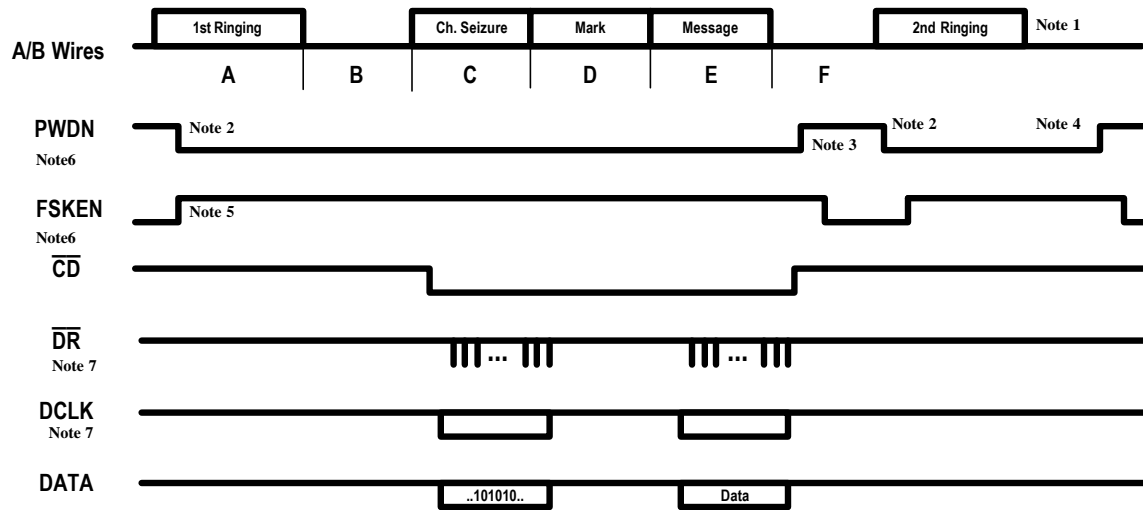 1st Ringing Ch. Seizure Mark Message 2nd Ringing Note 1
A/B Wires
A B C D E F
PWDN Note 2 Note 3 Note 2 Note 4
Note6
FSKEN Note 5
Note6
CD
DR
Note 7 ... ...
DCLK
Note 7
DATA ..101010.. Data